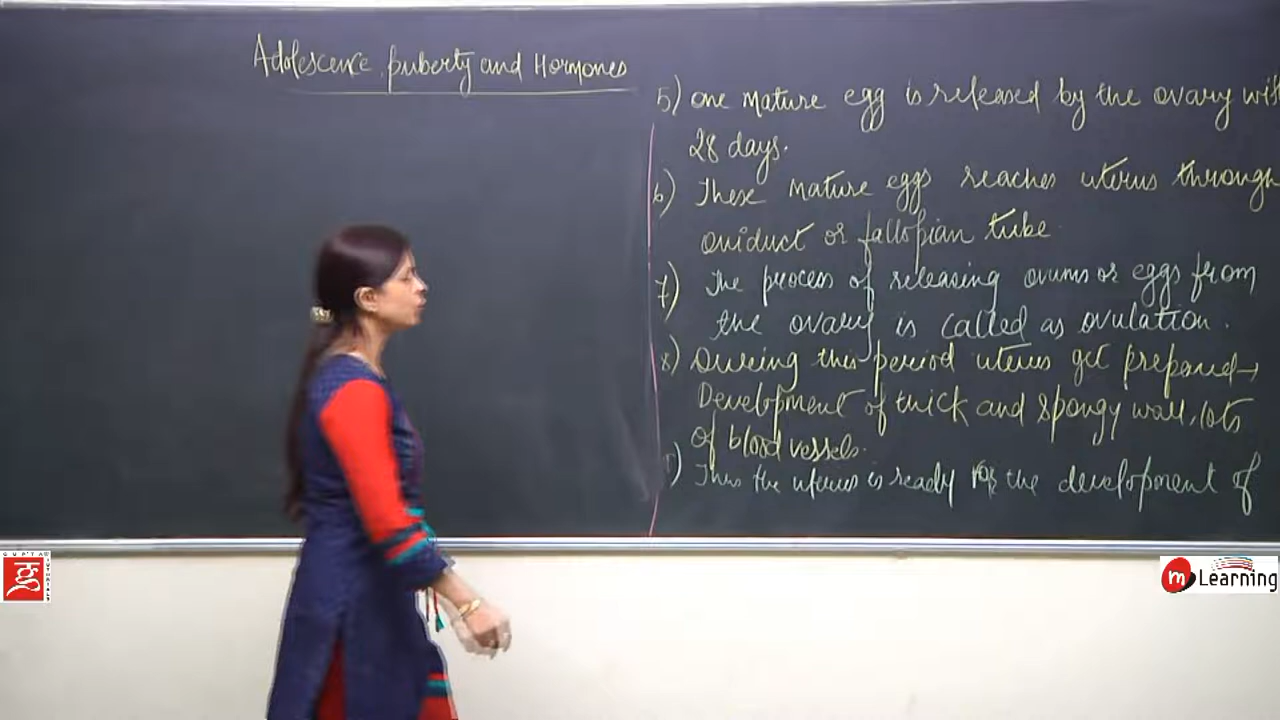 Adolescence, puberty and Hormones
5) one mature egg is released by the ovary with
28 days.
6) These mature eggs reaches uterus through
oviduct or fallopian tube
7) The process of releasing ovums or eggs from
the ovary is called as ovulation.
8) During this period uterus get prepared→
Development of thick and spongy wall, lots
of blood vessels.
Thus the uterus is ready for the development of
GUPTA
m Learning